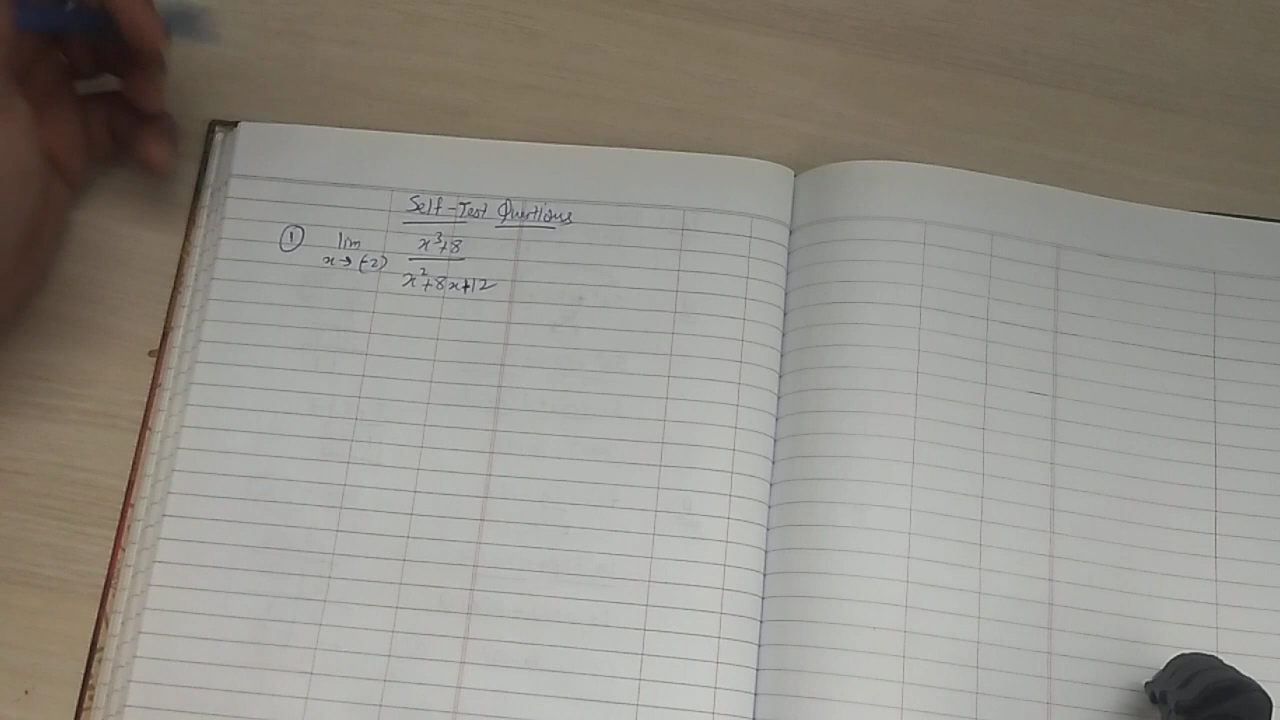 Self-Test Questions
① lim x→(-2) x³+8
x²+8x+12